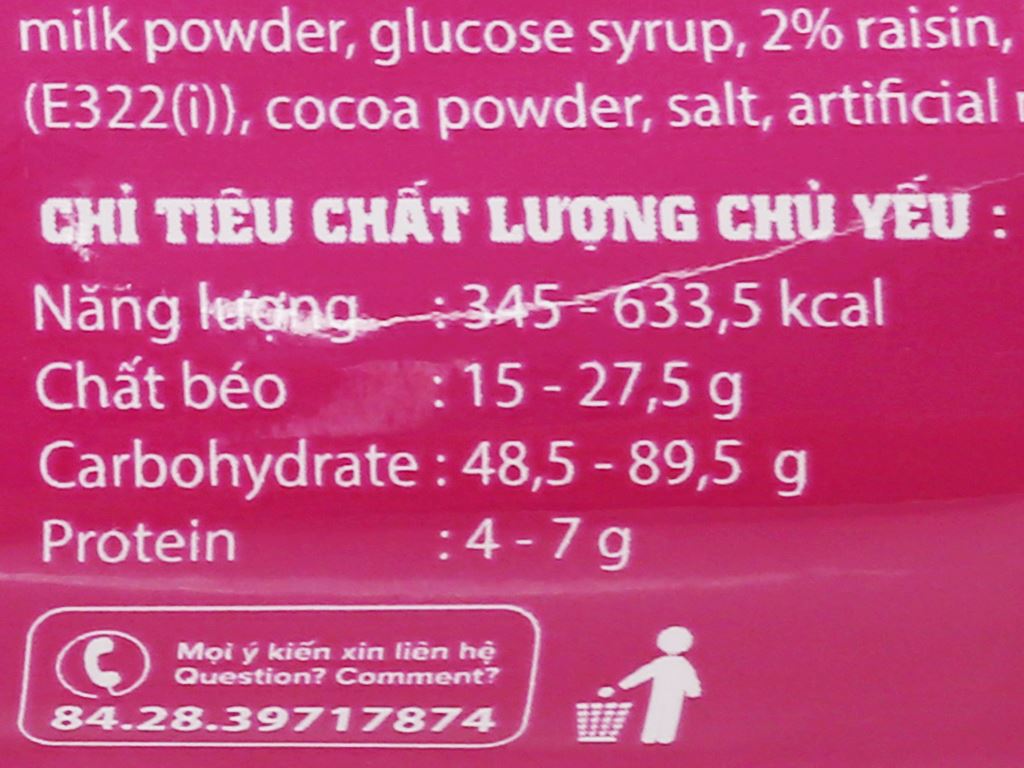 milk powder, glucose syrup, 2% raisin,
(E322(i)), cocoa powder, salt, artificial
CHỈ TIÊU CHẤT LƯỢNG CHỦ YẾU :
Năng lượng : 345 - 633,5 kcal
Chất béo : 15 - 27,5 g
Carbohydrate : 48,5 - 89,5 g
Protein : 4 - 7 g
Mọi ý kiến xin liên hệ
Question? Comment?
84.28.39717874